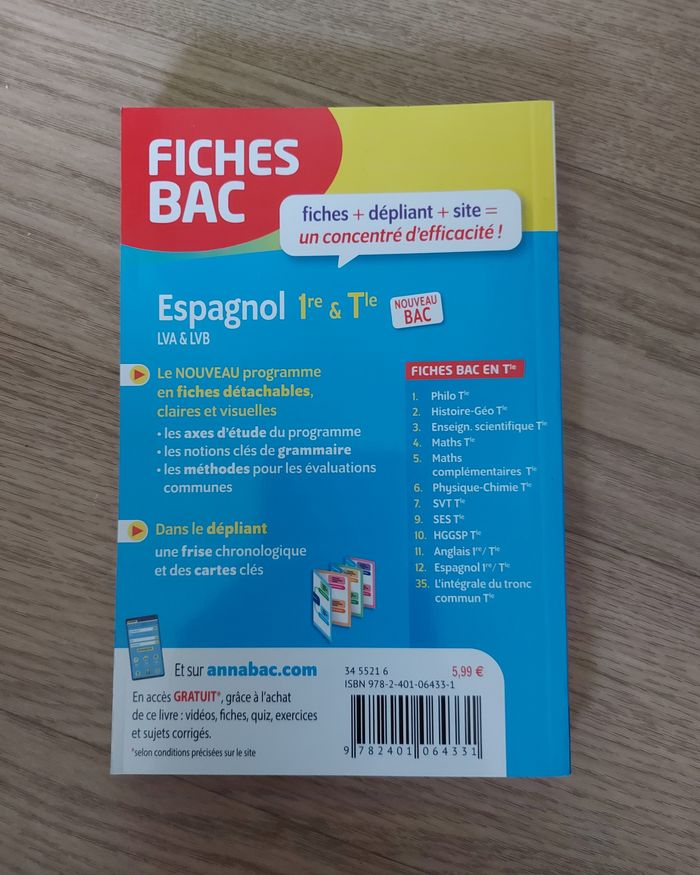 FICHES
BAC
fiches + dépliant + site =
un concentré d'efficacité !
Espagnol 1re & Tle
NOUVEAU
BAC
LVA & LVB
Le NOUVEAU programme
en fiches détachables,
claires et visuelles
• les axes d'étude du programme
• les notions clés de grammaire
• les méthodes pour les évaluations
communes
Dans le dépliant
une frise chronologique
et des cartes clés
FICHES BAC EN Tle
1. Philo Tle
2. Histoire-Géo Tle
3. Enseign. scientifique Tle
4. Maths Tle
5. Maths
complémentaires Tle
6. Physique-Chimie Tle
7. SVT Tle
9. SES Tle
10. HGGSP Tle
11. Anglais 1re/ Tle
12. Espagnol 1re/ Tle
35. L'intégrale du tronc
commun Tle
Et sur annabac.com
En accès GRATUIT*, grâce à l'achat
de ce livre : vidéos, fiches, quiz, exercices
et sujets corrigés.
*selon conditions précisées sur le site
34 5521 6
5,99 €
ISBN 978-2-401-06433-1
9 782401 064331